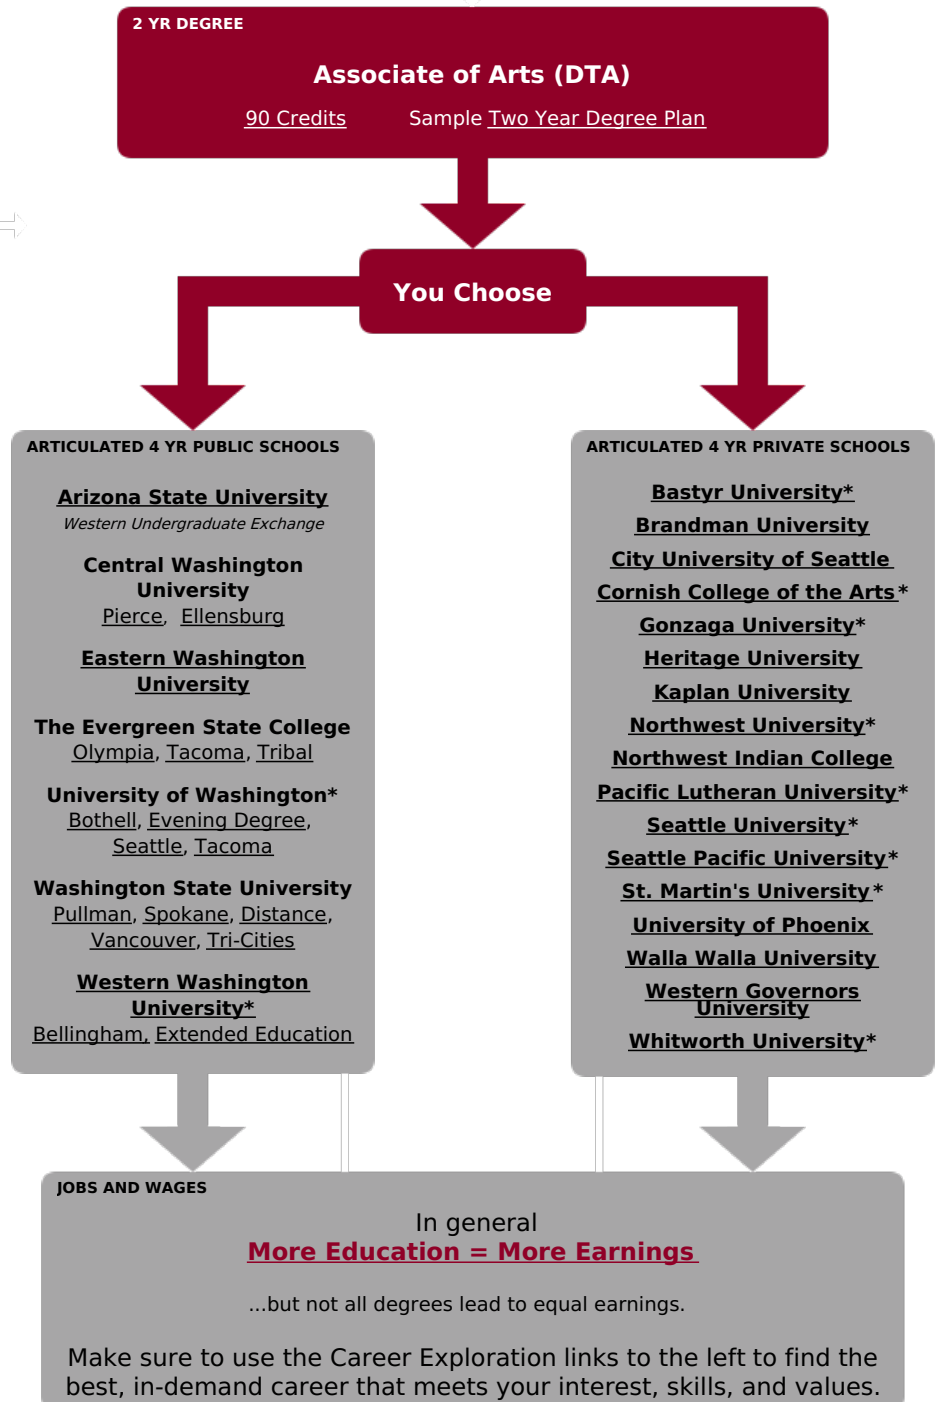 2 YR DEGREE
Associate of Arts (DTA)
90 Credits Sample Two Year Degree Plan
You Choose
ARTICULATED 4 YR PUBLIC SCHOOLS
Arizona State University
Western Undergraduate Exchange
Central Washington
University
Pierce, Ellensburg
Eastern Washington
University
The Evergreen State College
Olympia, Tacoma, Tribal
University of Washington*
Bothell, Evening Degree,
Seattle, Tacoma
Washington State University
Pullman, Spokane, Distance,
Vancouver, Tri-Cities
Western Washington
University*
Bellingham, Extended Education
ARTICULATED 4 YR PRIVATE SCHOOLS
Bastyr University*
Brandman University
City University of Seattle
Cornish College of the Arts*
Gonzaga University*
Heritage University
Kaplan University
Northwest University*
Northwest Indian College
Pacific Lutheran University*
Seattle University*
Seattle Pacific University*
St. Martin's University*
University of Phoenix
Walla Walla University
Western Governors
University
Whitworth University*
JOBS AND WAGES
In general
More Education = More Earnings
...but not all degrees lead to equal earnings.
Make sure to use the Career Exploration links to the left to find the
best, in-demand career that meets your interest, skills, and values.